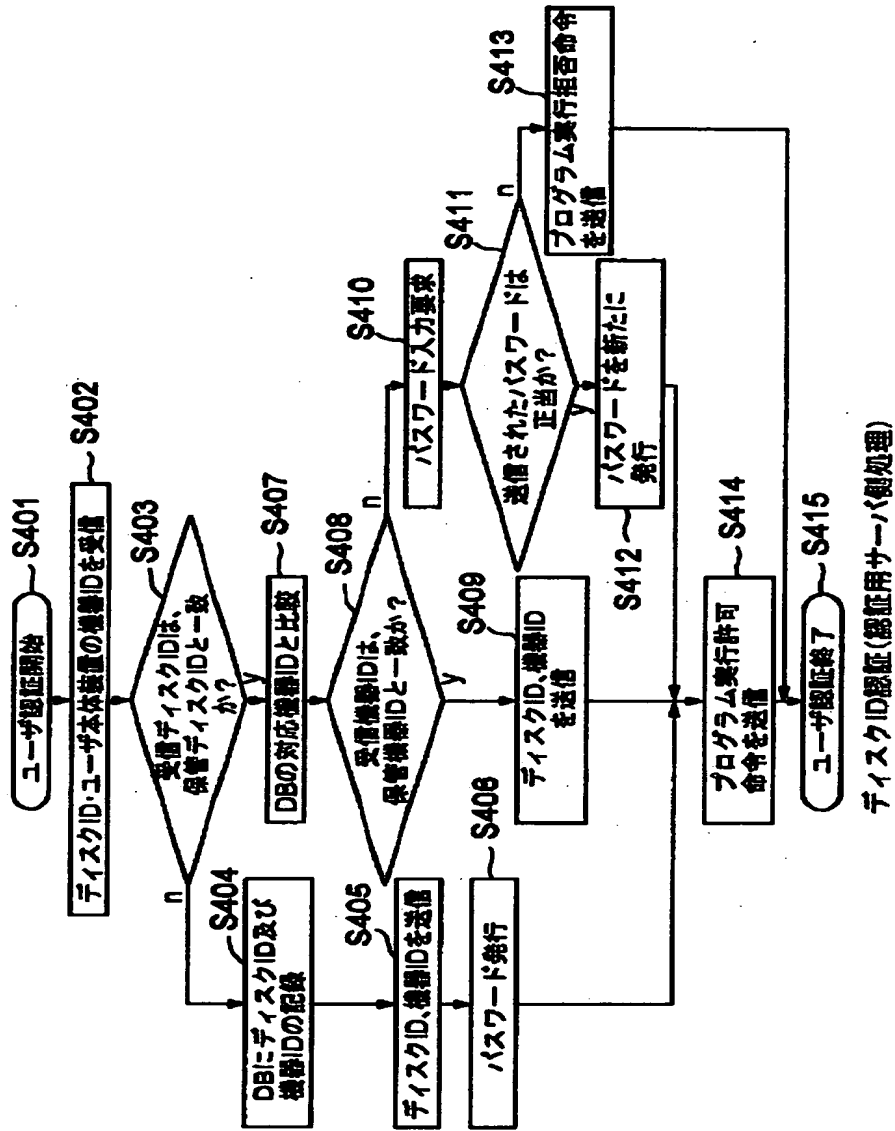 ユーザ認証開始
S401
ディスクID・ユーザ本体装置の機器IDを受信
S402
受信ディスクIDは、
保管ディスクIDと一致
か?
S403
n
y
DBにディスクID及び
機器IDの記録
S404
ディスクID、機器IDを送信
S405
パスワード発行
S406
DBの対応機器IDと比較
S407
受信機器IDは、
保管機器IDと一致か?
S408
n
y
ディスクID、機器ID
を送信
S409
パスワード入力要求
S410
送信されたパスワードは
正当か?
S411
n
y
パスワードを新たに
発行
S412
プログラム実行拒否命令
を送信
S413
プログラム実行許可
命令を送信
S414
ユーザ認証終了
S415
ディスクID認証(認証用サーバ側処理)